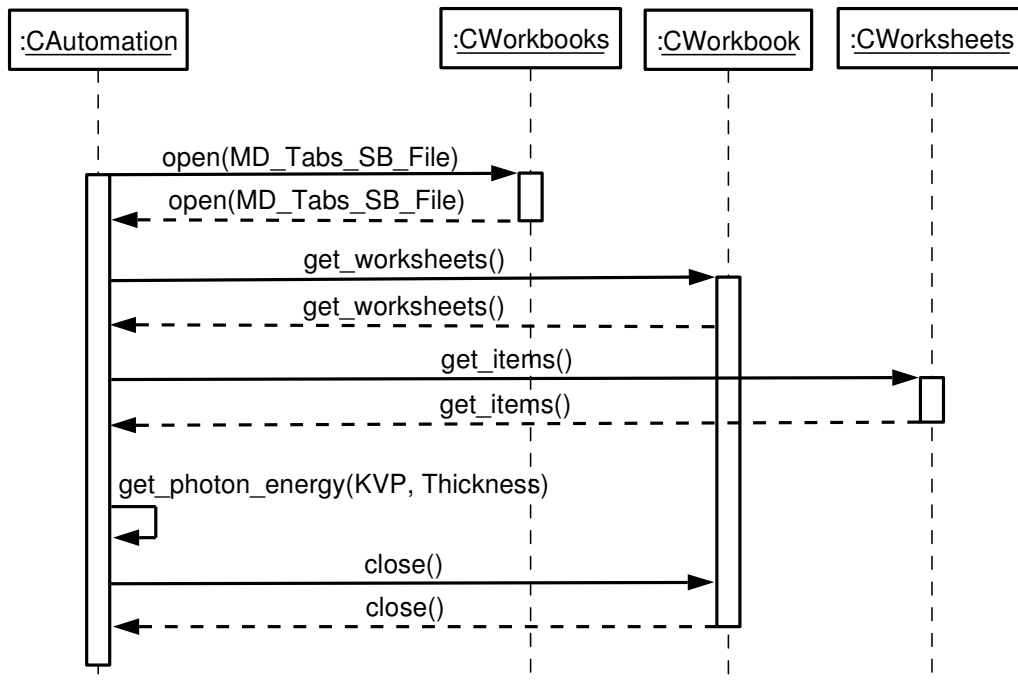 :CAutomation
:CWorkbooks
:CWorkbook
:CWorksheets
open(MD_Tabs_SB_File)
open(MD_Tabs_SB_File)
get_worksheets()
get_worksheets()
get_items()
get_items()
get_photon_energy(KVP, Thickness)
close()
close()